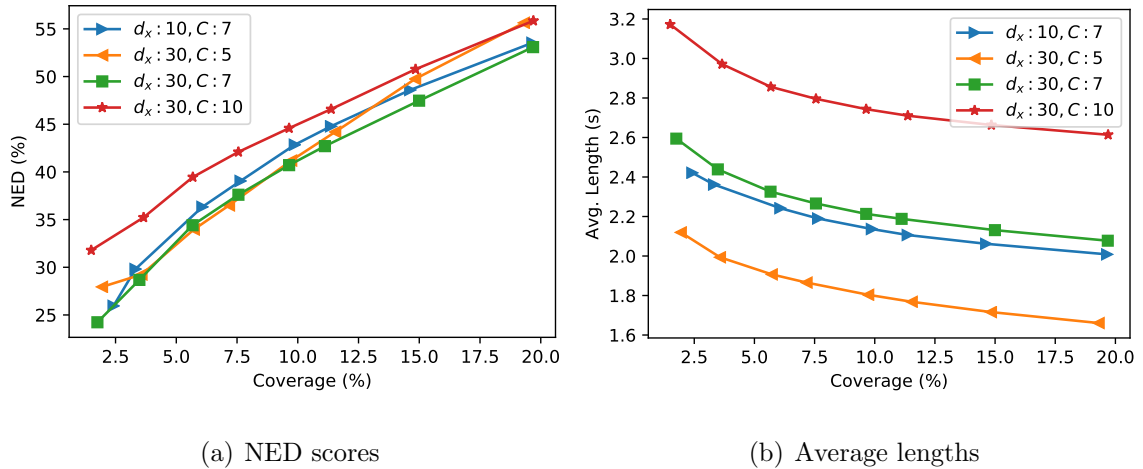 55
50
45
40
35
30
25
NED (%)
d_x : 10, C : 7
d_x : 30, C : 5
d_x : 30, C : 7
d_x : 30, C : 10
2.5 5.0 7.5 10.0 12.5 15.0 17.5 20.0
Coverage (%)
(a) NED scores
3.2
3.0
2.8
2.6
2.4
2.2
2.0
1.8
1.6
Avg. Length (s)
d_x : 10, C : 7
d_x : 30, C : 5
d_x : 30, C : 7
d_x : 30, C : 10
2.5 5.0 7.5 10.0 12.5 15.0 17.5 20.0
Coverage (%)
(b) Average lengths